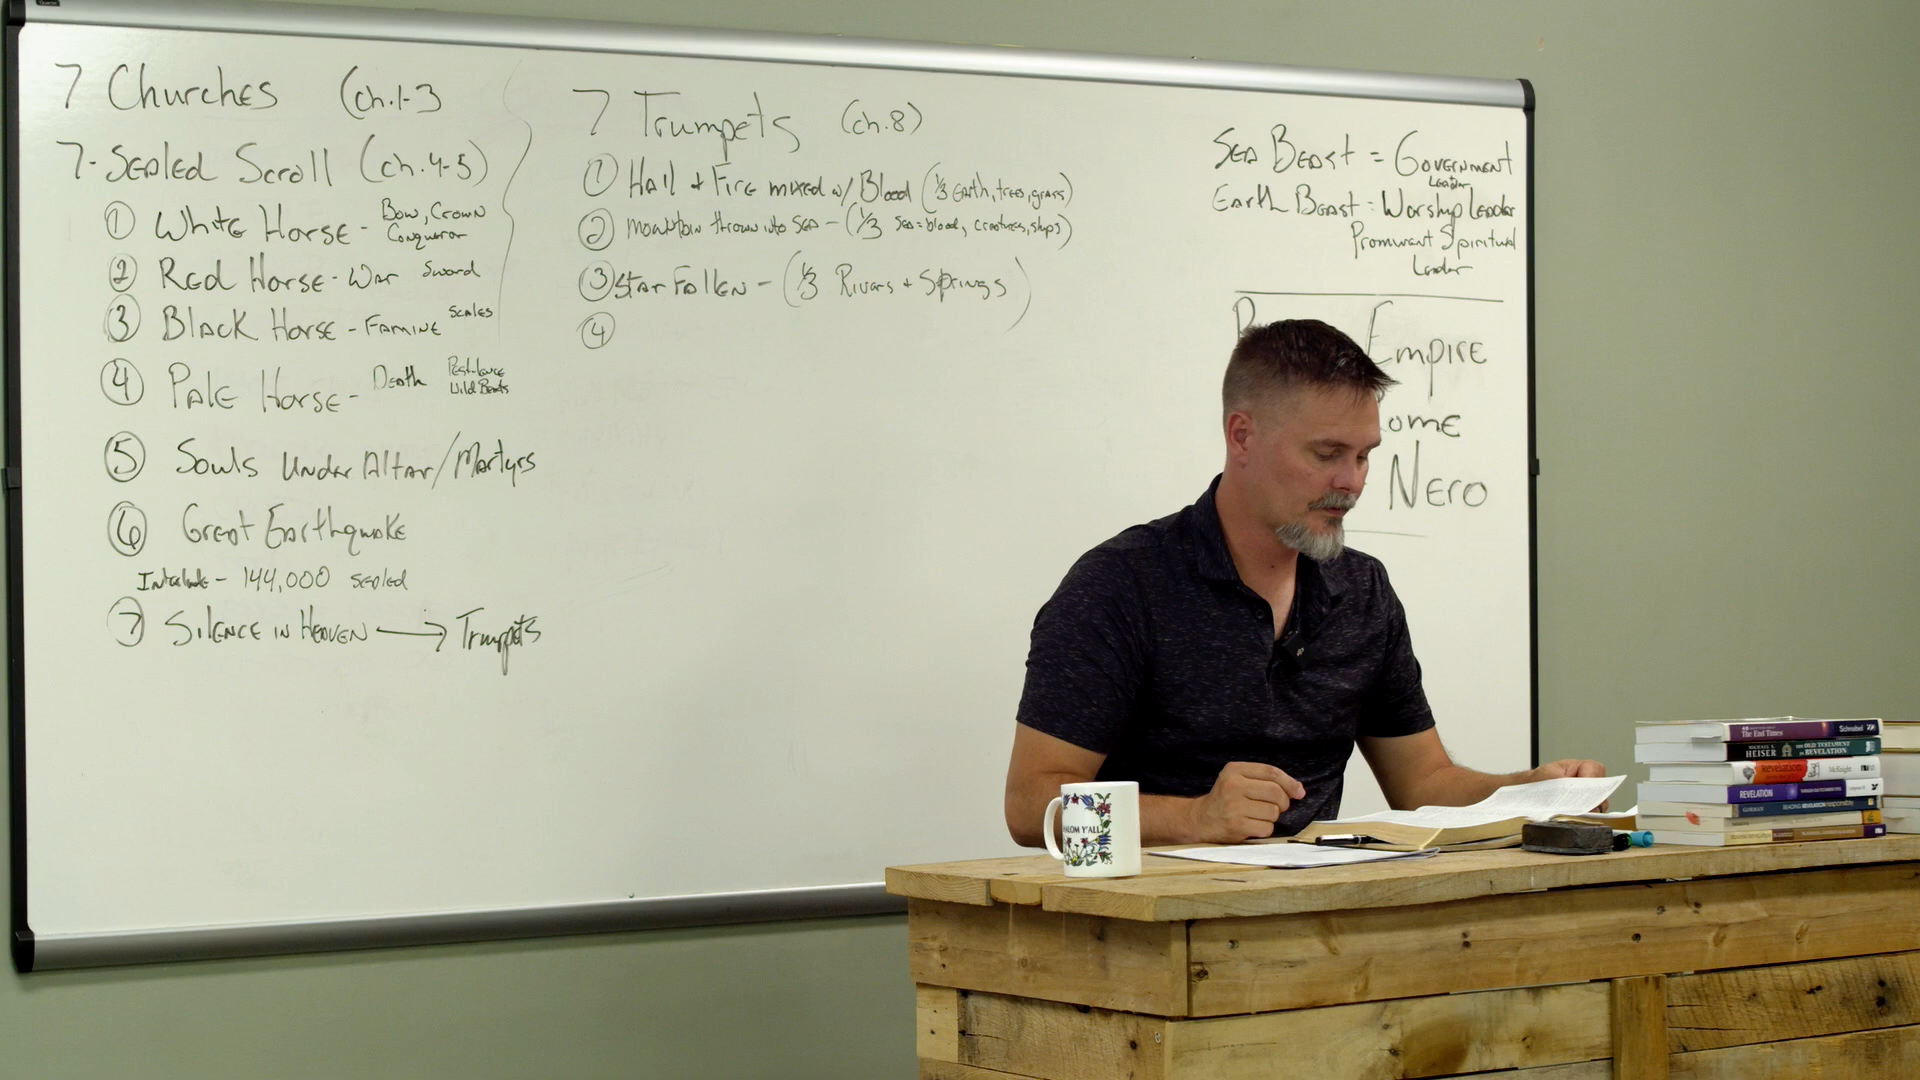 7 Churches (ch.1-3
7-Sealed Scroll (ch.4-5)
① White Horse - Bow, Crown
Conqueror
② Red Horse - War Sword
③ Black Horse - Famine Scales
④ Pale Horse - Death Pestilence
Wild Beasts
⑤ Souls Under Altar/Martyrs
⑥ Great Earthquake
Interlude - 144,000 sealed
⑦ Silence in Heaven → Trumpets
7 Trumpets (ch.8)
① Hail + Fire mixed w/ Blood (⅓ Earth, trees, grass)
② Mountain thrown into Sea - (⅓ Sea = blood, creatures, ships)
③ Star Fallen - (⅓ Rivers + Springs)
④
Sea Beast = Government
Leader
Earth Beast = Worship Leader
Prominent Spiritual
Leader
Empire
ome
Nero
SHALOM Y'ALL
The End Times Schnabel
MICHAEL S. HEISER THE OLD TESTAMENT IN REVELATION
Revelation McKnight
REVELATION
GORMAN READING REVELATION responsibly